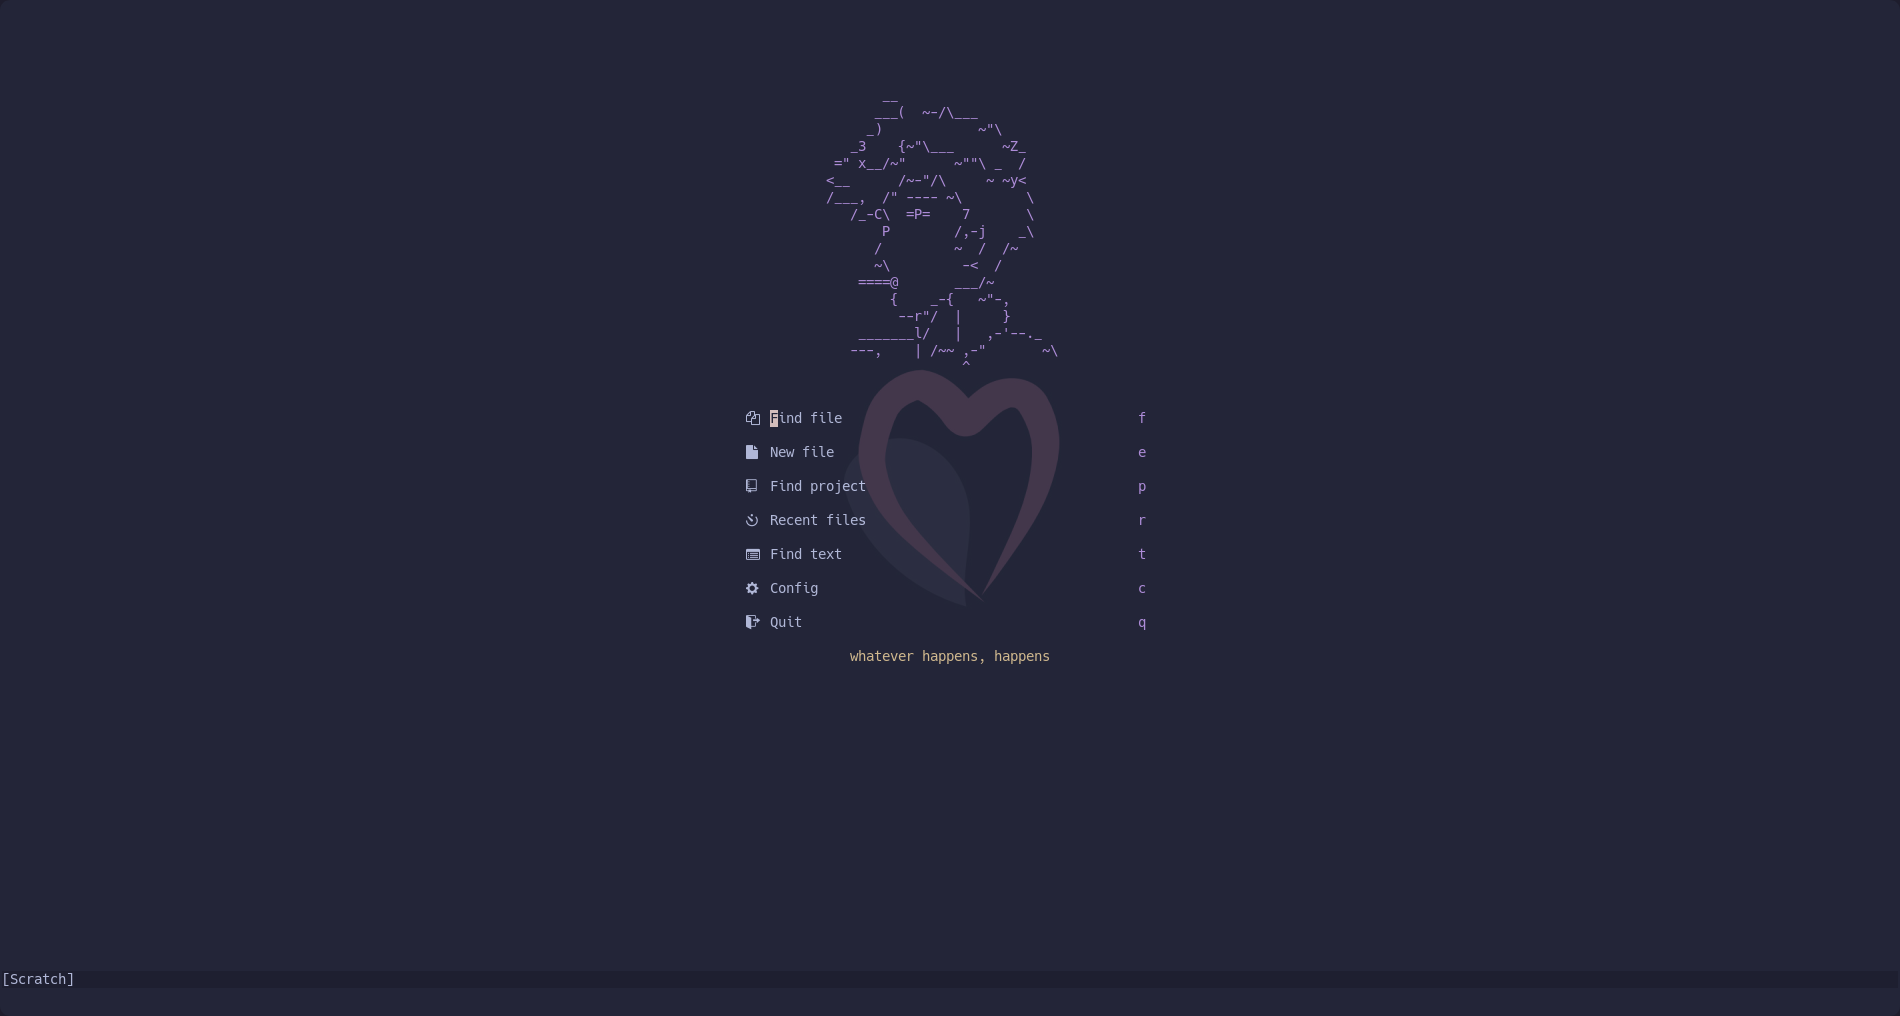 __
      ___(  ~-/\___
     _)            ~"\
   _3    {~"\___      ~Z_
 =" x__/~"      ~""\ _  /
<__      /~-"/\     ~ ~y<
/___,  /" ---- ~\        \
   /_-C\  =P=    7       \
       P        /,-j    _\
      /         ~  /  /~
      ~\         -<  /
    ====@       ___/~
        {    _-{   ~"-,
         --r"/  |     }
    _______l/   |   ,-'--._
   ---,    | /~~ ,-"       ~\
                 ^
Find file f
New file e
Find project p
Recent files r
Find text t
Config c
Quit q
whatever happens, happens
[Scratch]